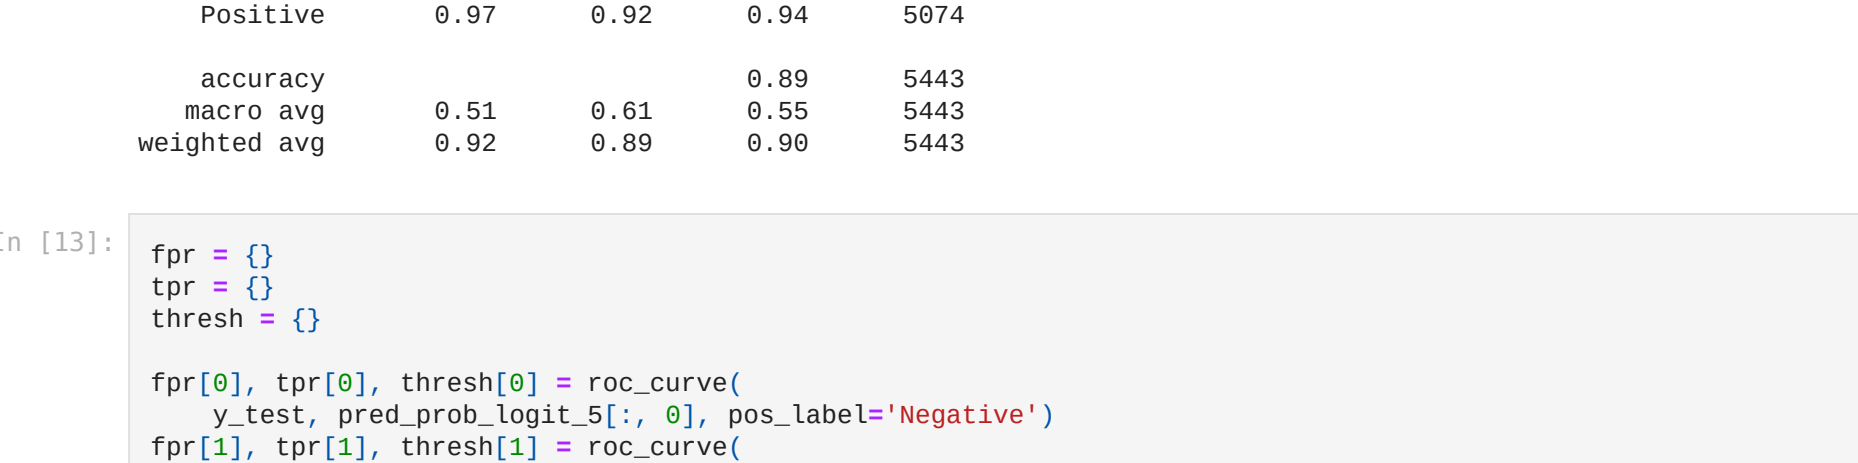 Positive 0.97 0.92 0.94 5074
accuracy 0.89 5443
macro avg 0.51 0.61 0.55 5443
weighted avg 0.92 0.89 0.90 5443
In [13]:
fpr = {}
tpr = {}
thresh = {}
fpr[0], tpr[0], thresh[0] = roc_curve(
y_test, pred_prob_logit_5[:, 0], pos_label='Negative')
fpr[1], tpr[1], thresh[1] = roc_curve(